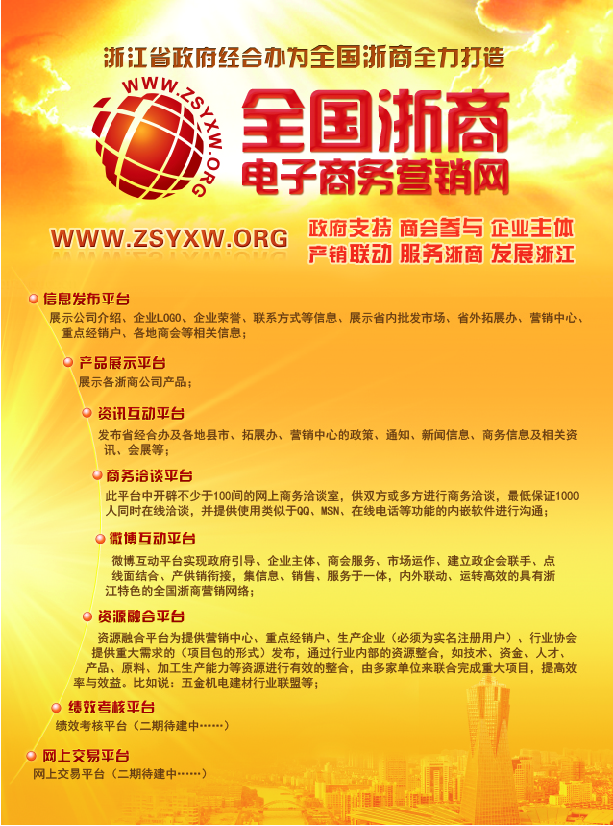 浙江省政府经合办为全国浙商全力打造
WWW.ZSYXW.ORG
全国浙商
电子商务营销网
WWW.ZSYXW.ORG
政府支持 商会参与 企业主体
产销联动 服务浙商 发展浙江
信息发布平台
展示公司介绍、企业LOGO、企业荣誉、联系方式等信息、展示省内批发市场、省外拓展办、营销中心、
重点经销户、各地商会等相关信息；
产品展示平台
展示各浙商公司产品；
资讯互动平台
发布省经合办及各地县市、拓展办、营销中心的政策、通知、新闻信息、商务信息及相关资
讯、会展等；
商务洽谈平台
此平台中开辟不少于100间的网上商务洽谈室，供双方或多方进行商务洽谈，最低保证1000
人同时在线洽谈，并提供使用类似于QQ、MSN、在线电话等功能的内嵌软件进行沟通；
微博互动平台
微博互动平台实现政府引导、企业主体、商会服务、市场运作、建立政企会联手、点
线面结合、产供销衔接，集信息、销售、服务于一体，内外联动、运转高效的具有浙
江特色的全国浙商营销网络；
资源融合平台
资源融合平台为提供营销中心、重点经销户、生产企业（必须为实名注册用户）、行业协会
提供重大需求的（项目包的形式）发布，通过行业内部的资源整合，如技术、资金、人才、
产品、原料、加工生产能力等资源进行有效的整合，由多家单位来联合完成重大项目，提高效
率与效益。比如说：五金机电建材行业联盟等；
绩效考核平台
绩效考核平台（二期待建中……）
网上交易平台
网上交易平台（二期待建中……）